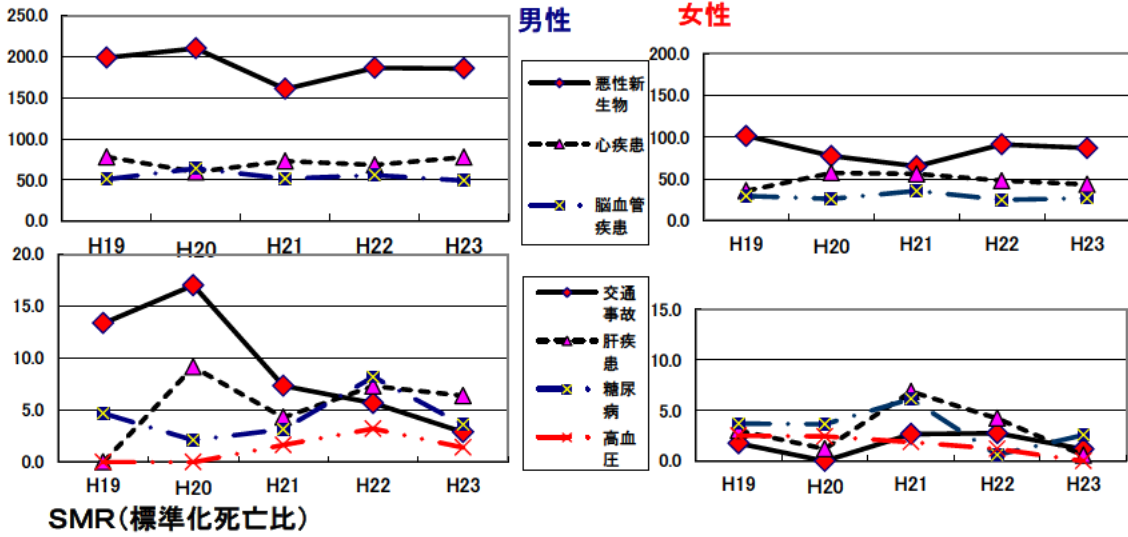 男性
女性
250.0
200.0
150.0
100.0
50.0
0.0
H19
H20
H21
H22
H23
悪性新
生物
心疾患
脳血管
疾患
200.0
150.0
100.0
50.0
0.0
H19
H20
H21
H22
H23
20.0
15.0
10.0
5.0
0.0
H19
H20
H21
H22
H23
交通
事故
肝疾
患
糖尿
病
高血
圧
15.0
10.0
5.0
0.0
H19
H20
H21
H22
H23
SMR(標準化死亡比)